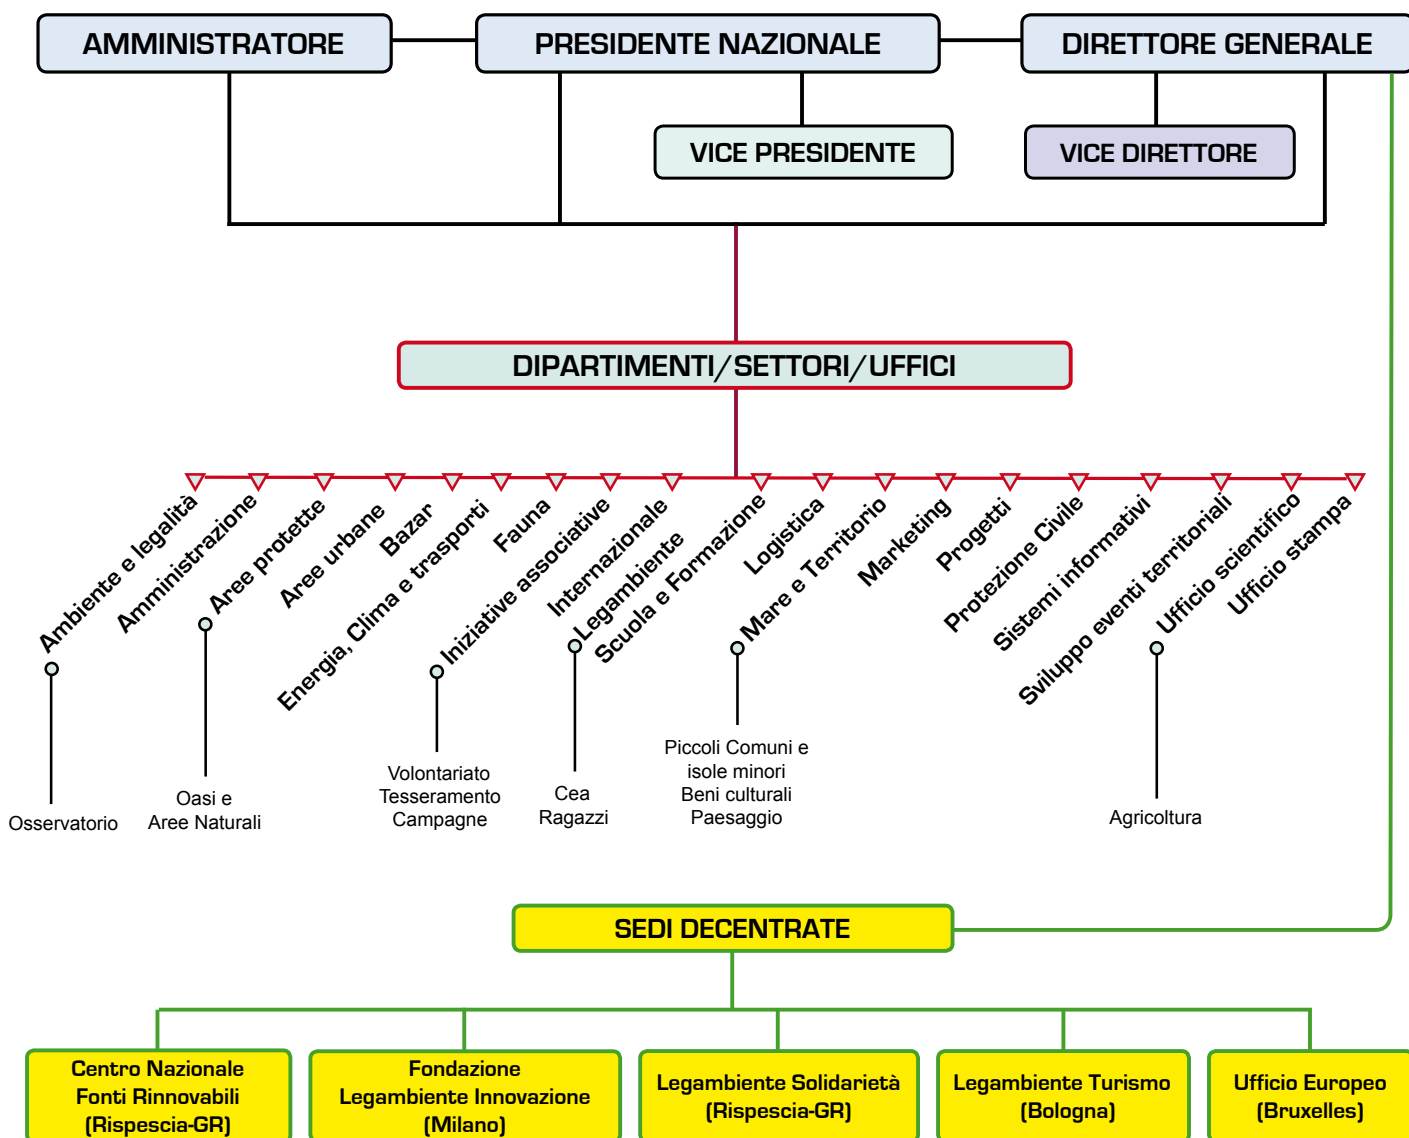 AMMINISTRATORE
PRESIDENTE NAZIONALE
DIRETTORE GENERALE
VICE PRESIDENTE
VICE DIRETTORE
DIPARTIMENTI/SETTORI/UFFICI
Ambiente e legalità
Amministrazione
Aree protette
Aree urbane
Bazar
Energia, Clima e trasporti
Fauna
Iniziative associative
Internazionale
Legambiente
Scuola e Formazione
Logistica
Mare e Territorio
Marketing
Progetti
Protezione Civile
Sistemi informativi
Sviluppo eventi territoriali
Ufficio scientifico
Ufficio stampa
Osservatorio
Oasi e
Aree Naturali
Volontariato
Tesseramento
Campagne
Cea
Ragazzi
Piccoli Comuni e
isole minori
Beni culturali
Paesaggio
Agricoltura
SEDI DECENTRATE
Centro Nazionale
Fonti Rinnovabili
(Rispescia-GR)
Fondazione
Legambiente Innovazione
(Milano)
Legambiente Solidarietà
(Rispescia-GR)
Legambiente Turismo
(Bologna)
Ufficio Europeo
(Bruxelles)